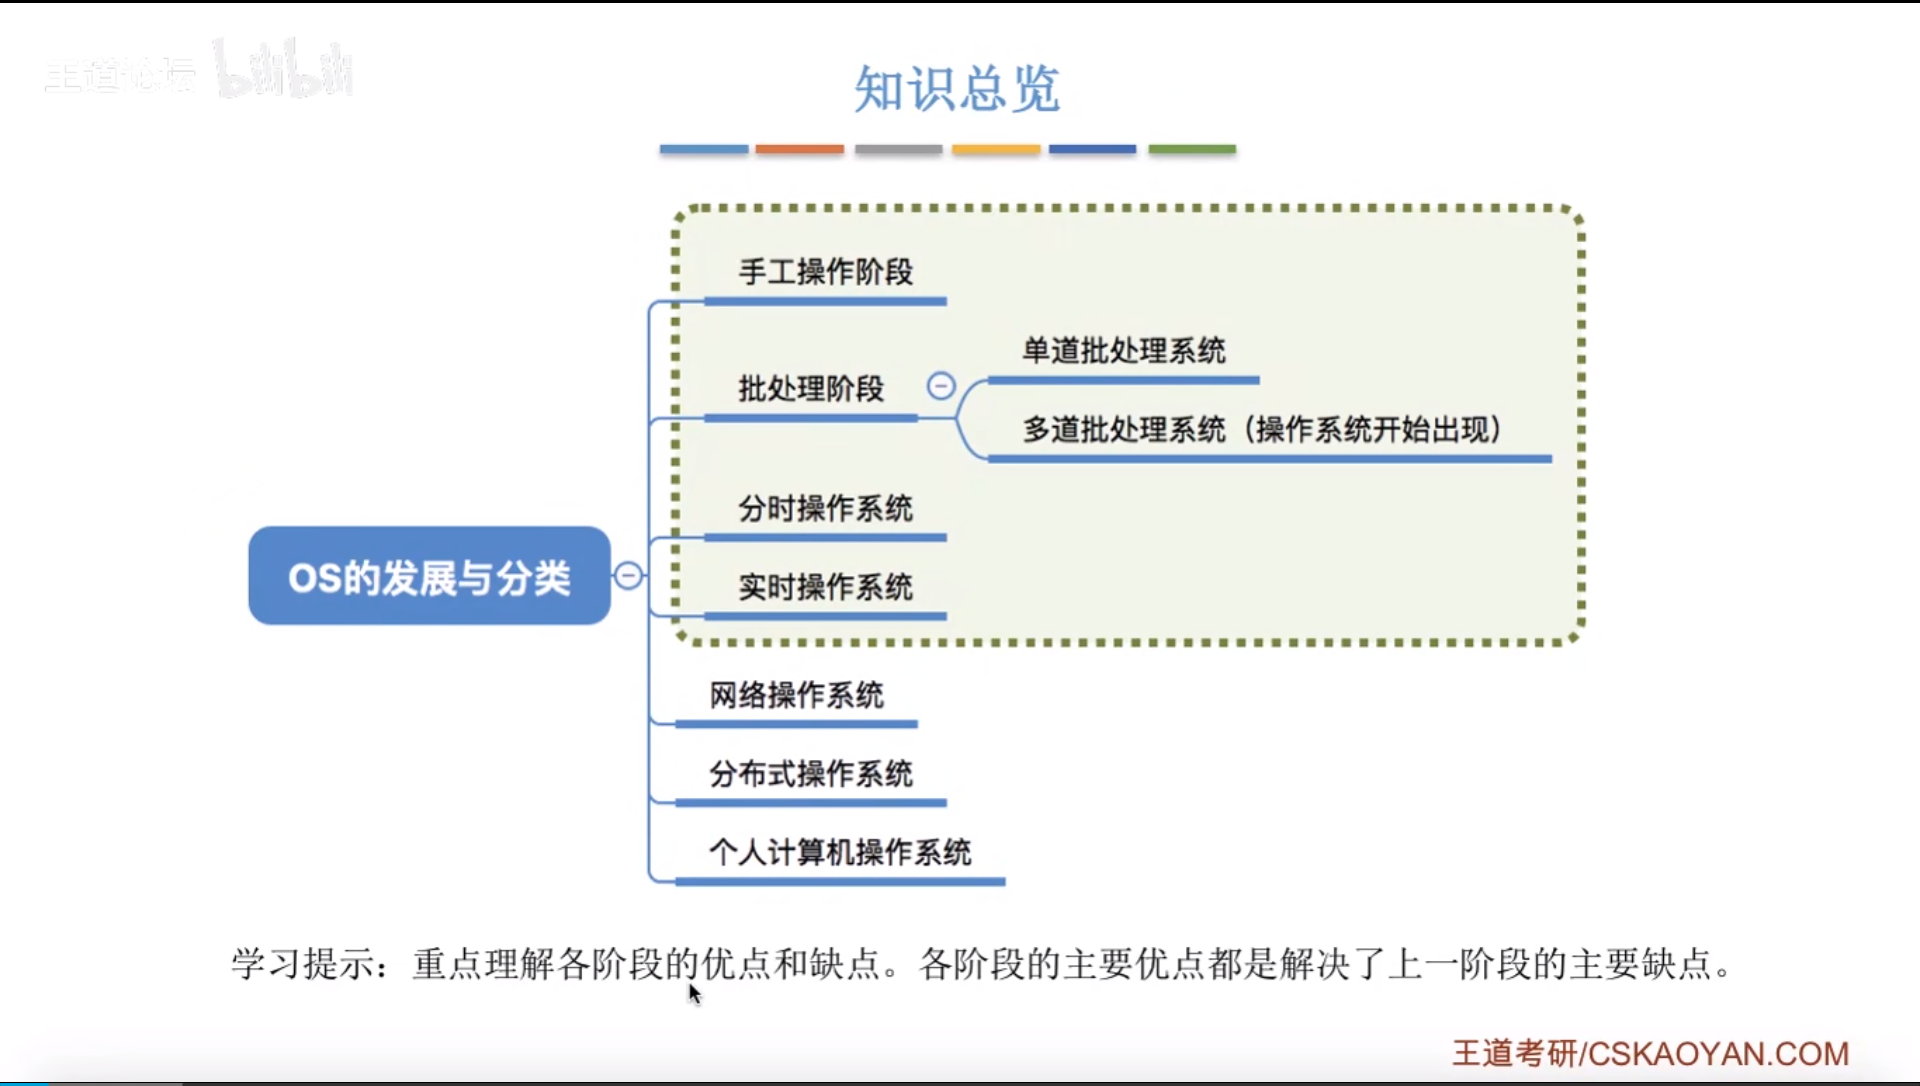 王道论坛 bilibili
知识总览
手工操作阶段
批处理阶段
单道批处理系统
多道批处理系统（操作系统开始出现）
分时操作系统
实时操作系统
OS的发展与分类
网络操作系统
分布式操作系统
个人计算机操作系统
学习提示：重点理解各阶段的优点和缺点。各阶段的主要优点都是解决了上一阶段的主要缺点。
王道考研/CSKAOYAN.COM